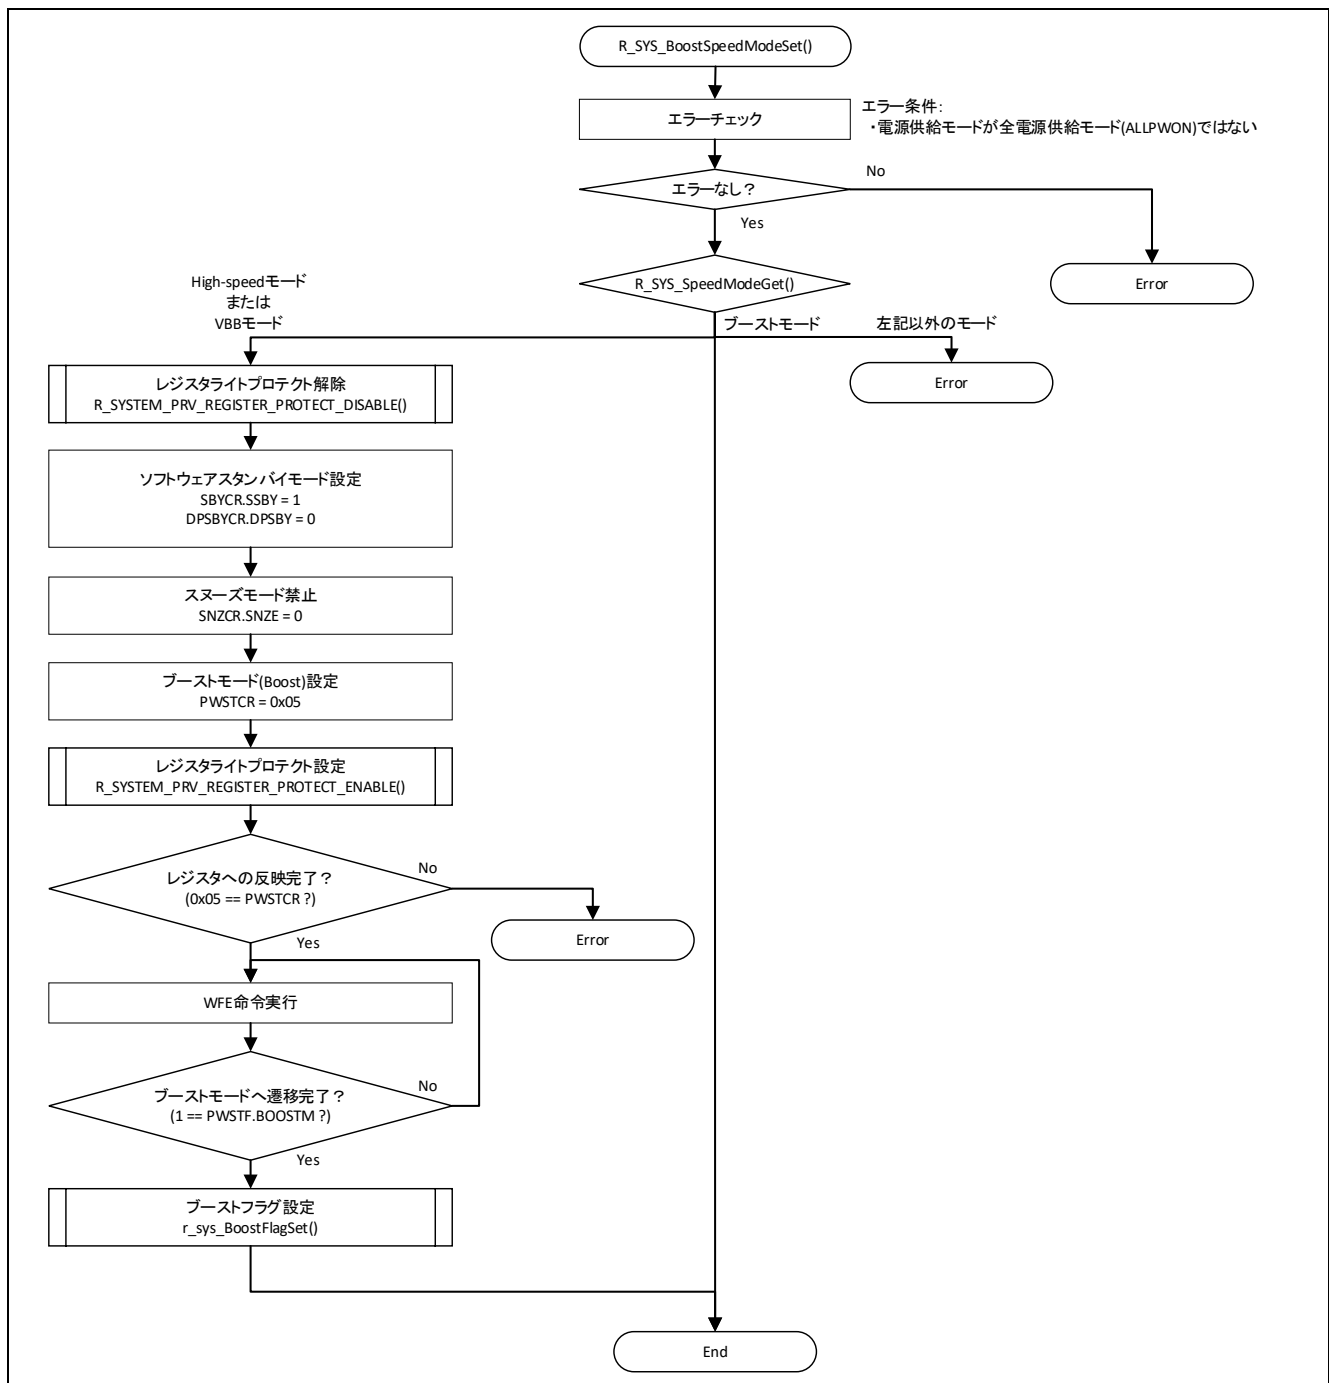 R_SYS_BoostSpeedModeSet()
エラーチェック
エラー条件:
・電源供給モードが全電源供給モード(ALLPWON)ではない
エラーなし?
No
Yes
Error
R_SYS_SpeedModeGet()
High-speedモード
または
VBBモード
ブーストモード
左記以外のモード
Error
レジスタライトプロテクト解除
R_SYSTEM_PRV_REGISTER_PROTECT_DISABLE()
ソフトウェアスタンバイモード設定
SBYCR.SSBY = 1
DPSBYCR.DPSBY = 0
スヌーズモード禁止
SNZCR.SNZE = 0
ブーストモード(Boost)設定
PWSTCR = 0x05
レジスタライトプロテクト設定
R_SYSTEM_PRV_REGISTER_PROTECT_ENABLE()
レジスタへの反映完了?
(0x05 == PWSTCR ?)
No
Error
Yes
WFE命令実行
ブーストモードへ遷移完了?
(1 == PWSTF.BOOSTM ?)
No
Yes
ブーストフラグ設定
r_sys_BoostFlagSet()
End